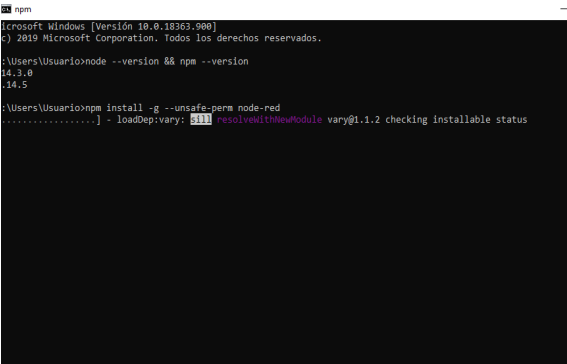 npm
icrosoft Windows [Versión 10.0.18363.900]
c) 2019 Microsoft Corporation. Todos los derechos reservados.
:\Users\Usuario>node --version && npm --version
14.3.0
.14.5
:\Users\Usuario>npm install -g --unsafe-perm node-red
..................] - loadDep:vary: sill resolveWithNewModule vary@1.1.2 checking installable status